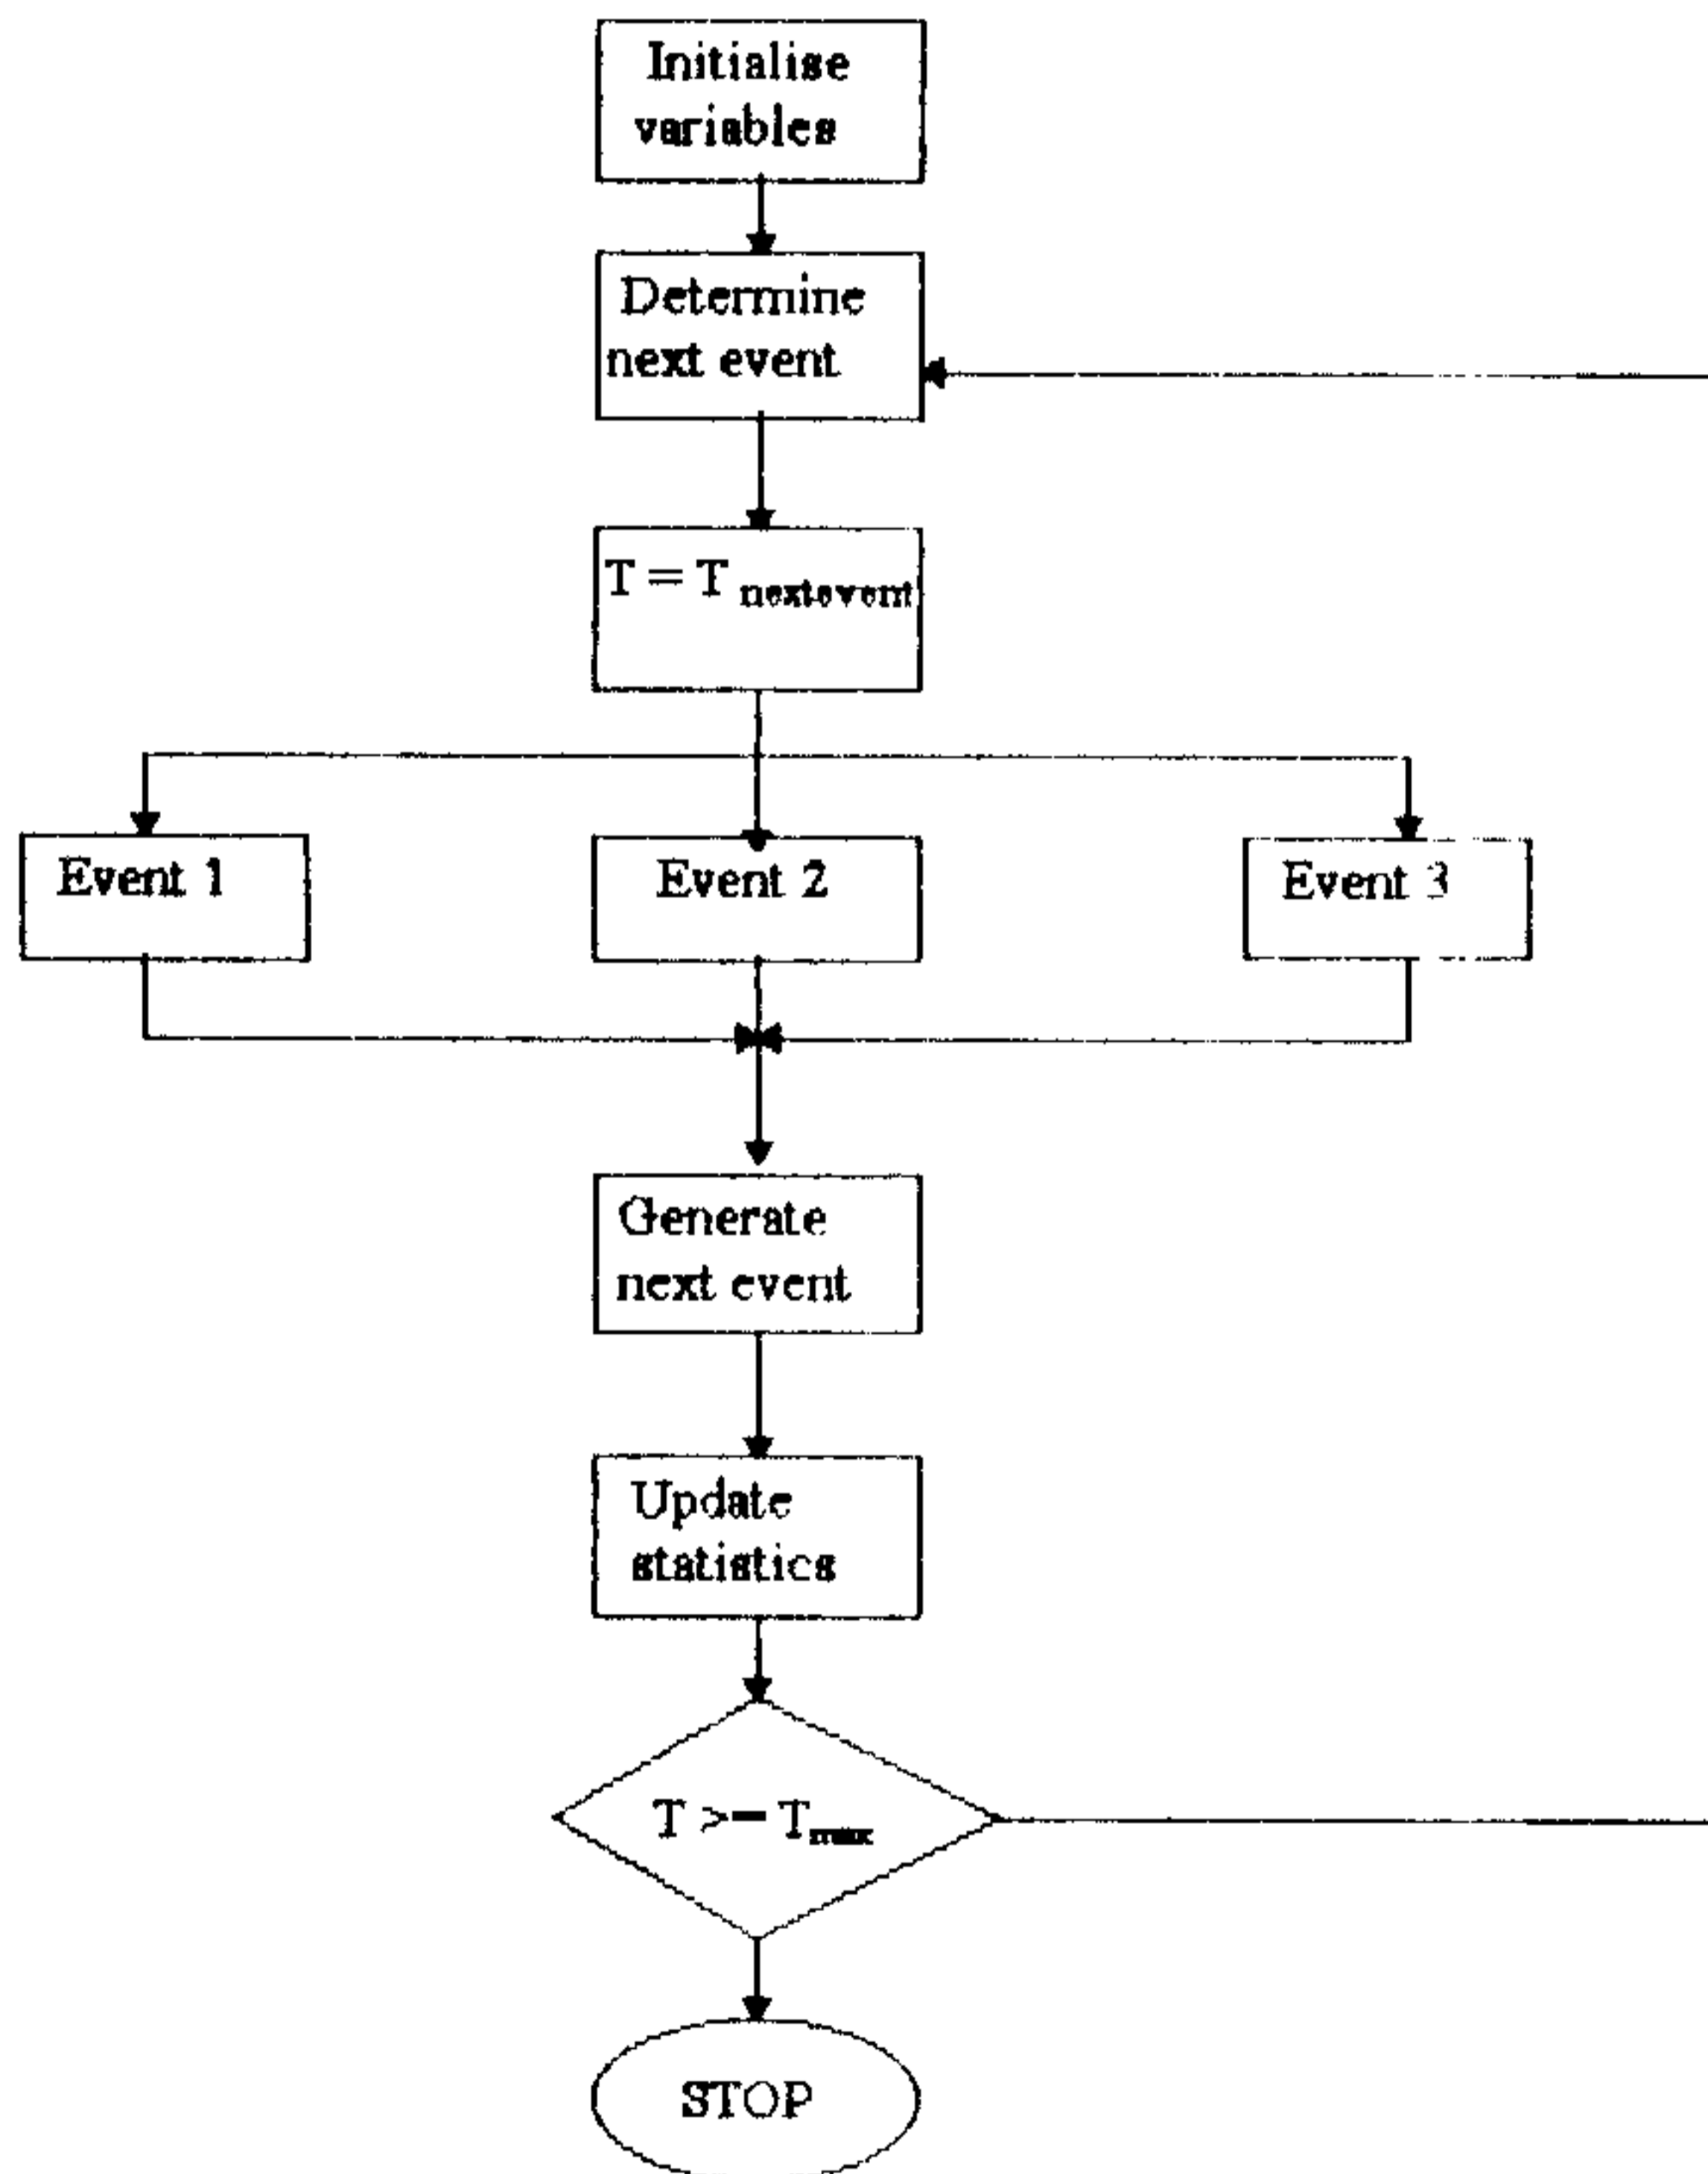 Initialise
variables
Determine
next event
T = T nextevent
Event 1
Event 2
Event 3
Generate
next event
Update
statistics
T >= Tmax
STOP